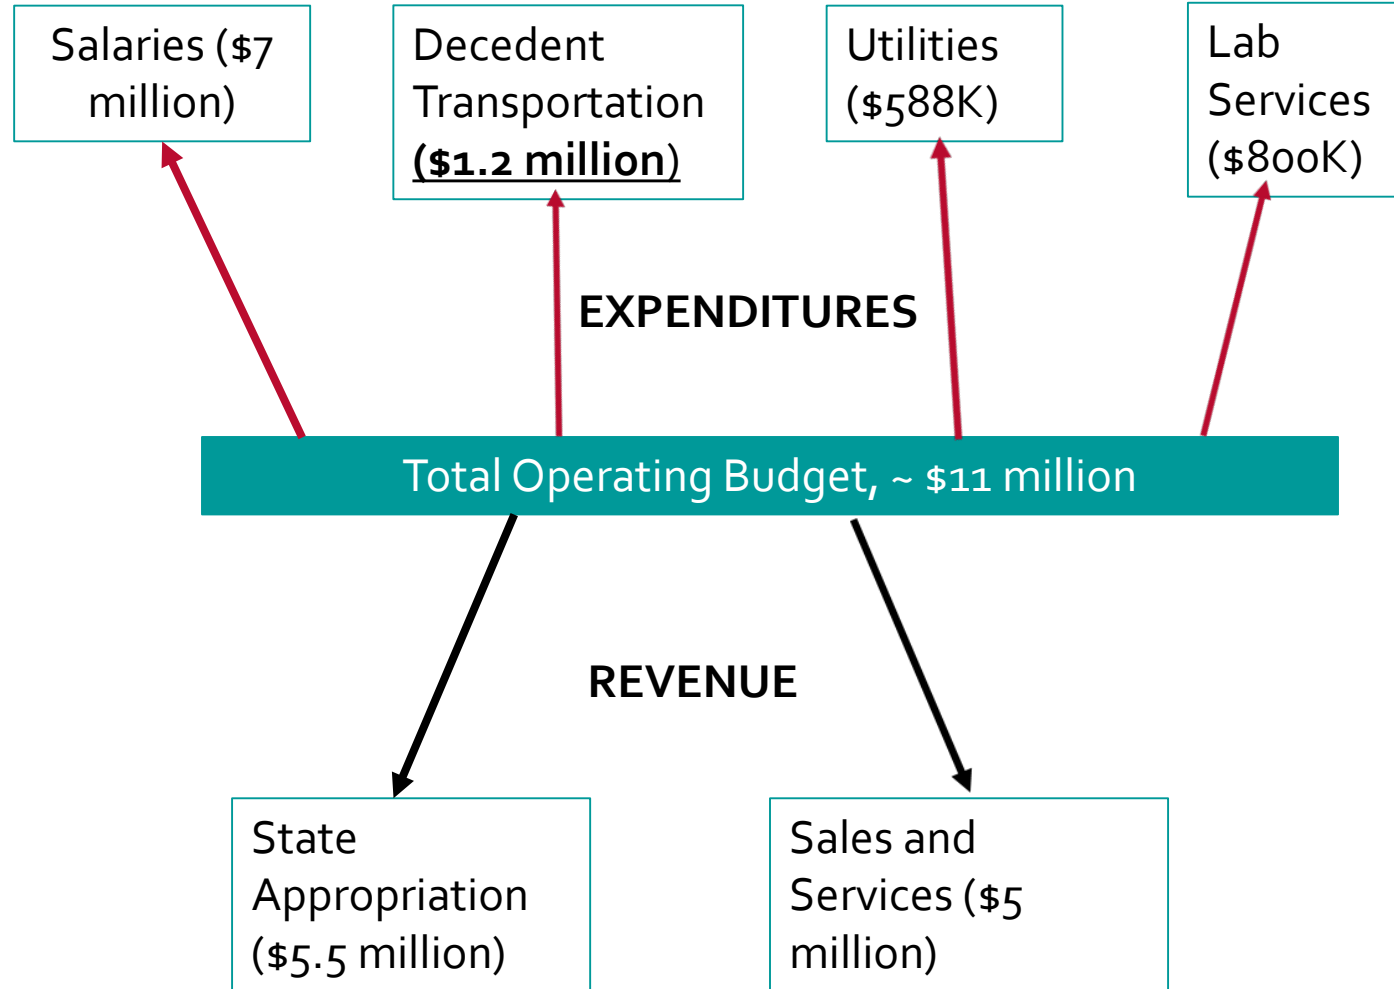 Salaries ($7
million)
Decedent
Transportation
($1.2 million)
Utilities
($588K)
Lab
Services
($800K)
EXPENDITURES
Total Operating Budget, ~ $11 million
REVENUE
State
Appropriation
($5.5 million)
Sales and
Services ($5
million)